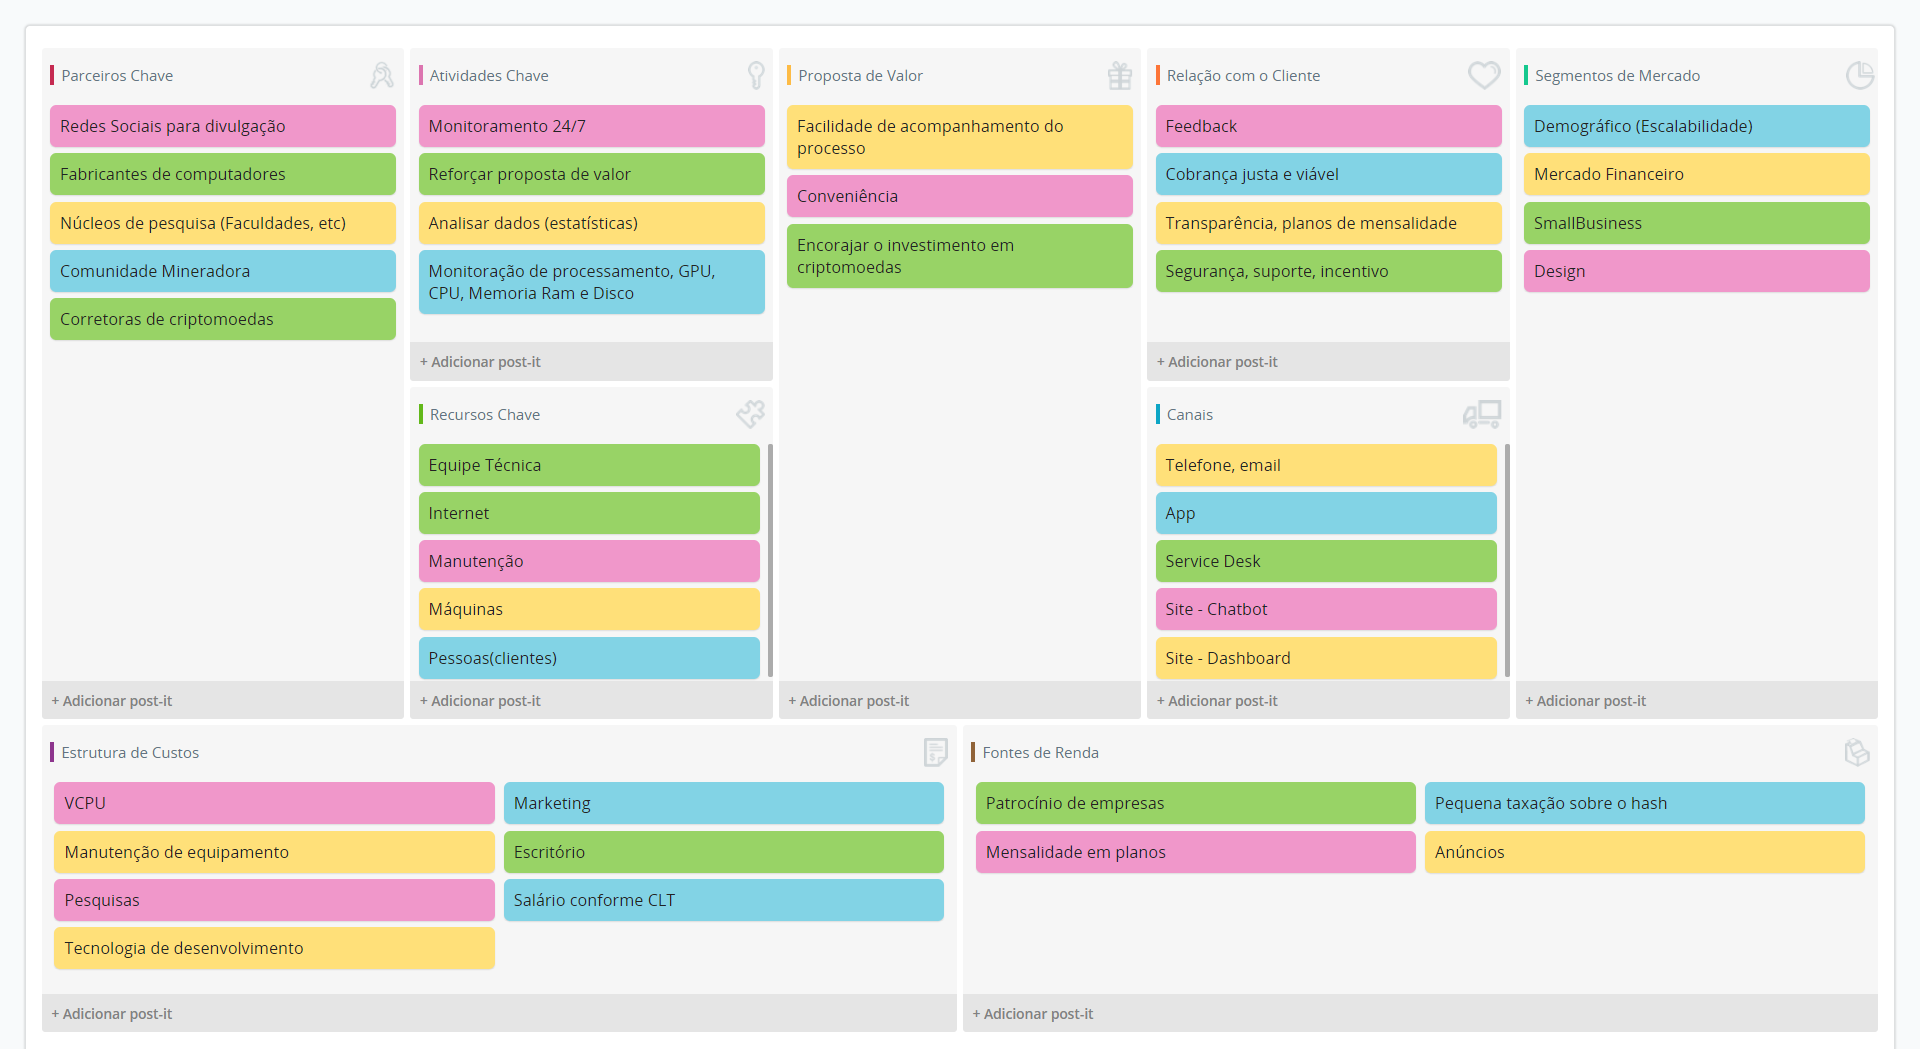 Parceiros Chave
Redes Sociais para divulgação
Fabricantes de computadores
Núcleos de pesquisa (Faculdades, etc)
Comunidade Mineradora
Corretoras de criptomoedas
+ Adicionar post-it
Atividades Chave
Monitoramento 24/7
Reforçar proposta de valor
Analisar dados (estatísticas)
Monitoração de processamento, GPU,
CPU, Memoria Ram e Disco
+ Adicionar post-it
Recursos Chave
Equipe Técnica
Internet
Manutenção
Máquinas
Pessoas(clientes)
+ Adicionar post-it
Proposta de Valor
Facilidade de acompanhamento do
processo
Conveniência
Encorajar o investimento em
criptomoedas
+ Adicionar post-it
Relação com o Cliente
Feedback
Cobrança justa e viável
Transparência, planos de mensalidade
Segurança, suporte, incentivo
+ Adicionar post-it
Canais
Telefone, email
App
Service Desk
Site - Chatbot
Site - Dashboard
+ Adicionar post-it
Segmentos de Mercado
Demográfico (Escalabilidade)
Mercado Financeiro
SmallBusiness
Design
+ Adicionar post-it
Estrutura de Custos
VCPU
Marketing
Manutenção de equipamento
Escritório
Pesquisas
Salário conforme CLT
Tecnologia de desenvolvimento
+ Adicionar post-it
Fontes de Renda
Patrocínio de empresas
Pequena taxação sobre o hash
Mensalidade em planos
Anúncios
+ Adicionar post-it